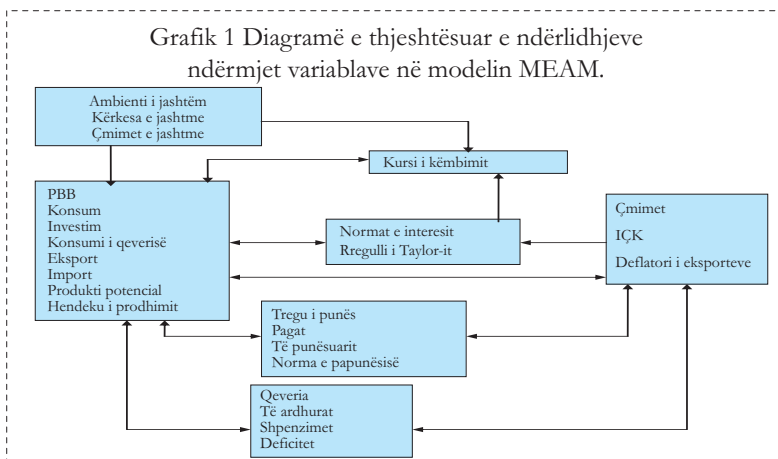 Grafik 1 Diagramë e thjeshtësuar e ndërlidhjeve
ndërmjet variablave në modelin MEAM.
Ambienti i jashtëm
Kërkesa e jashtme
Çmimet e jashtme
Kursi i këmbimit
PBB
Konsum
Investim
Konsumi i qeverisë
Eksport
Import
Produkti potencial
Hendeku i prodhimit
Normat e interesit
Rregulli i Taylor-it
Çmimet
IÇK
Deflatori i eksporteve
Tregu i punës
Pagat
Të punësuarit
Norma e papunësisë
Qeveria
Të ardhurat
Shpenzimet
Deficitet